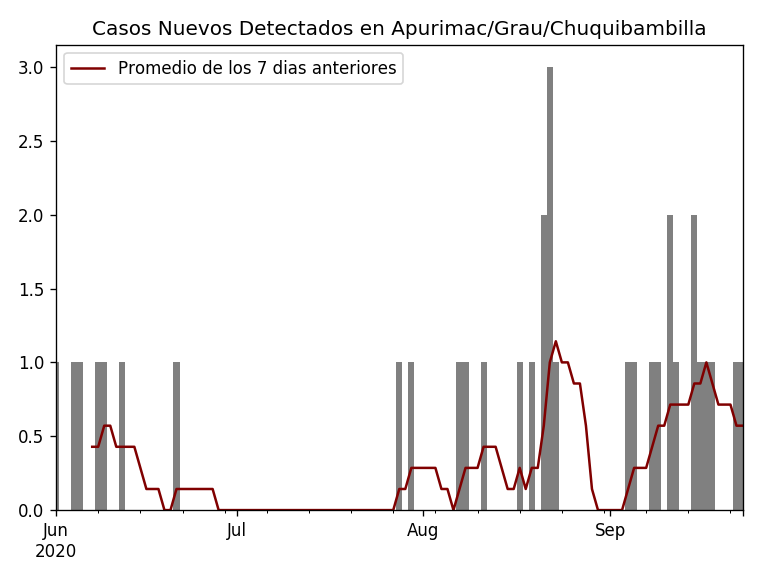 Casos Nuevos Detectados en Apurimac/Grau/Chuquibambilla
Promedio de los 7 dias anteriores
3.0
2.5
2.0
1.5
1.0
0.5
0.0
Jun Jul Aug Sep
2020